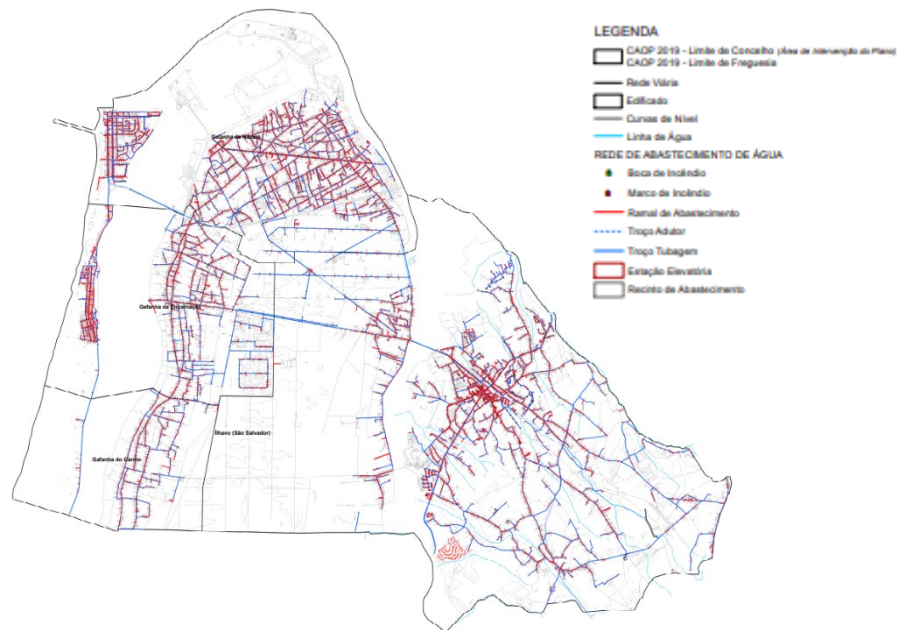 LEGENDA
CAOP 2019 - Limite de Concelho (Área de Intervenção do Plano)
CAOP 2019 - Limite de Freguesia
Rede Viária
Edificado
Curvas de Nível
Linha de Água
REDE DE ABASTECIMENTO DE ÁGUA
Boca de Incêndio
Marco de Incêndio
Ramal de Abastecimento
Troço Adutor
Troço Tubagem
Estação Elevatória
Recinto de Abastecimento
Gafanha da Nazaré
Gafanha da Encarnação
Ílhavo (São Salvador)
Gafanha do Carmo